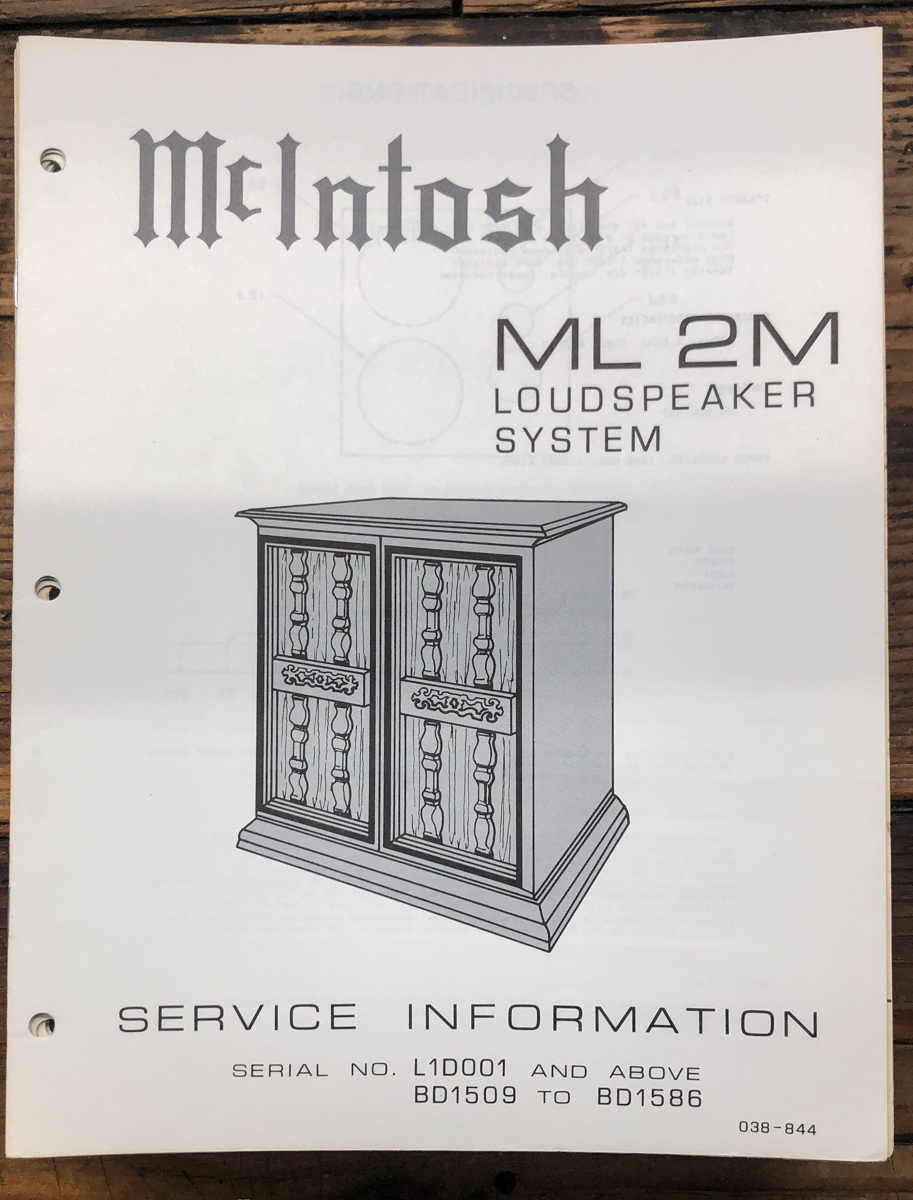 McIntosh
ML 2M
LOUDSPEAKER
SYSTEM
SERVICE INFORMATION
SERIAL NO. L1D001 AND ABOVE
BD1509 TO BD1586
038-844